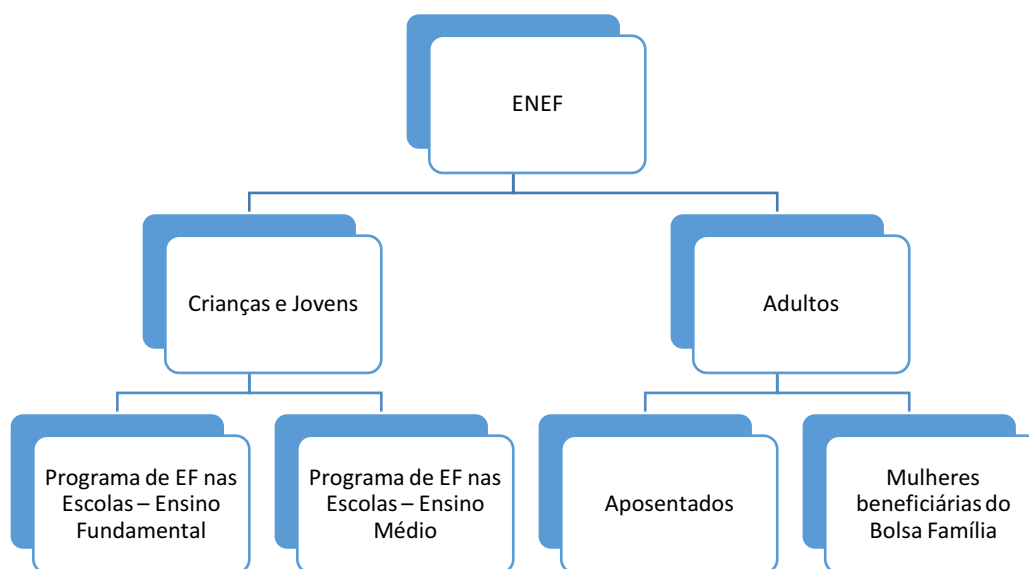 ENEF
Crianças e Jovens
Adultos
Programa de EF nas
Escolas – Ensino
Fundamental
Programa de EF nas
Escolas – Ensino
Médio
Aposentados
Mulheres
beneficiárias do
Bolsa Família